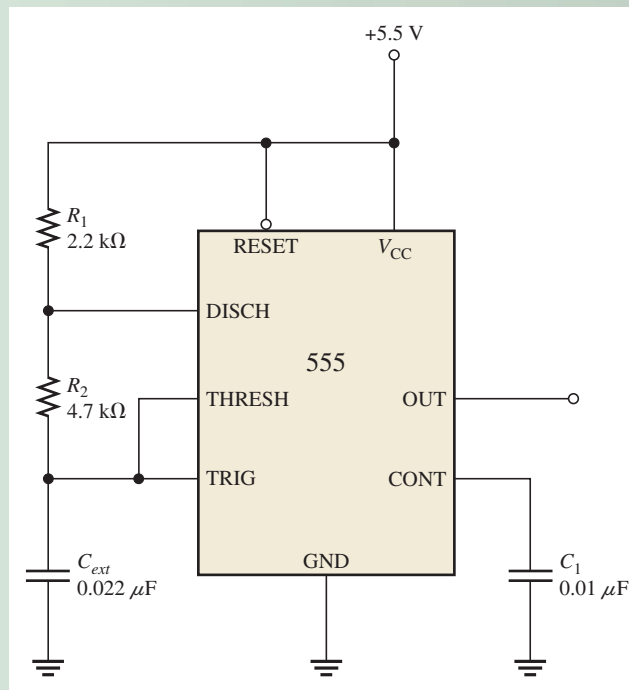 +5.5 V
R1
2.2 kΩ
RESET
VCC
DISCH
555
R2
4.7 kΩ
THRESH
OUT
TRIG
CONT
Cext
0.022 μF
GND
C1
0.01 μF